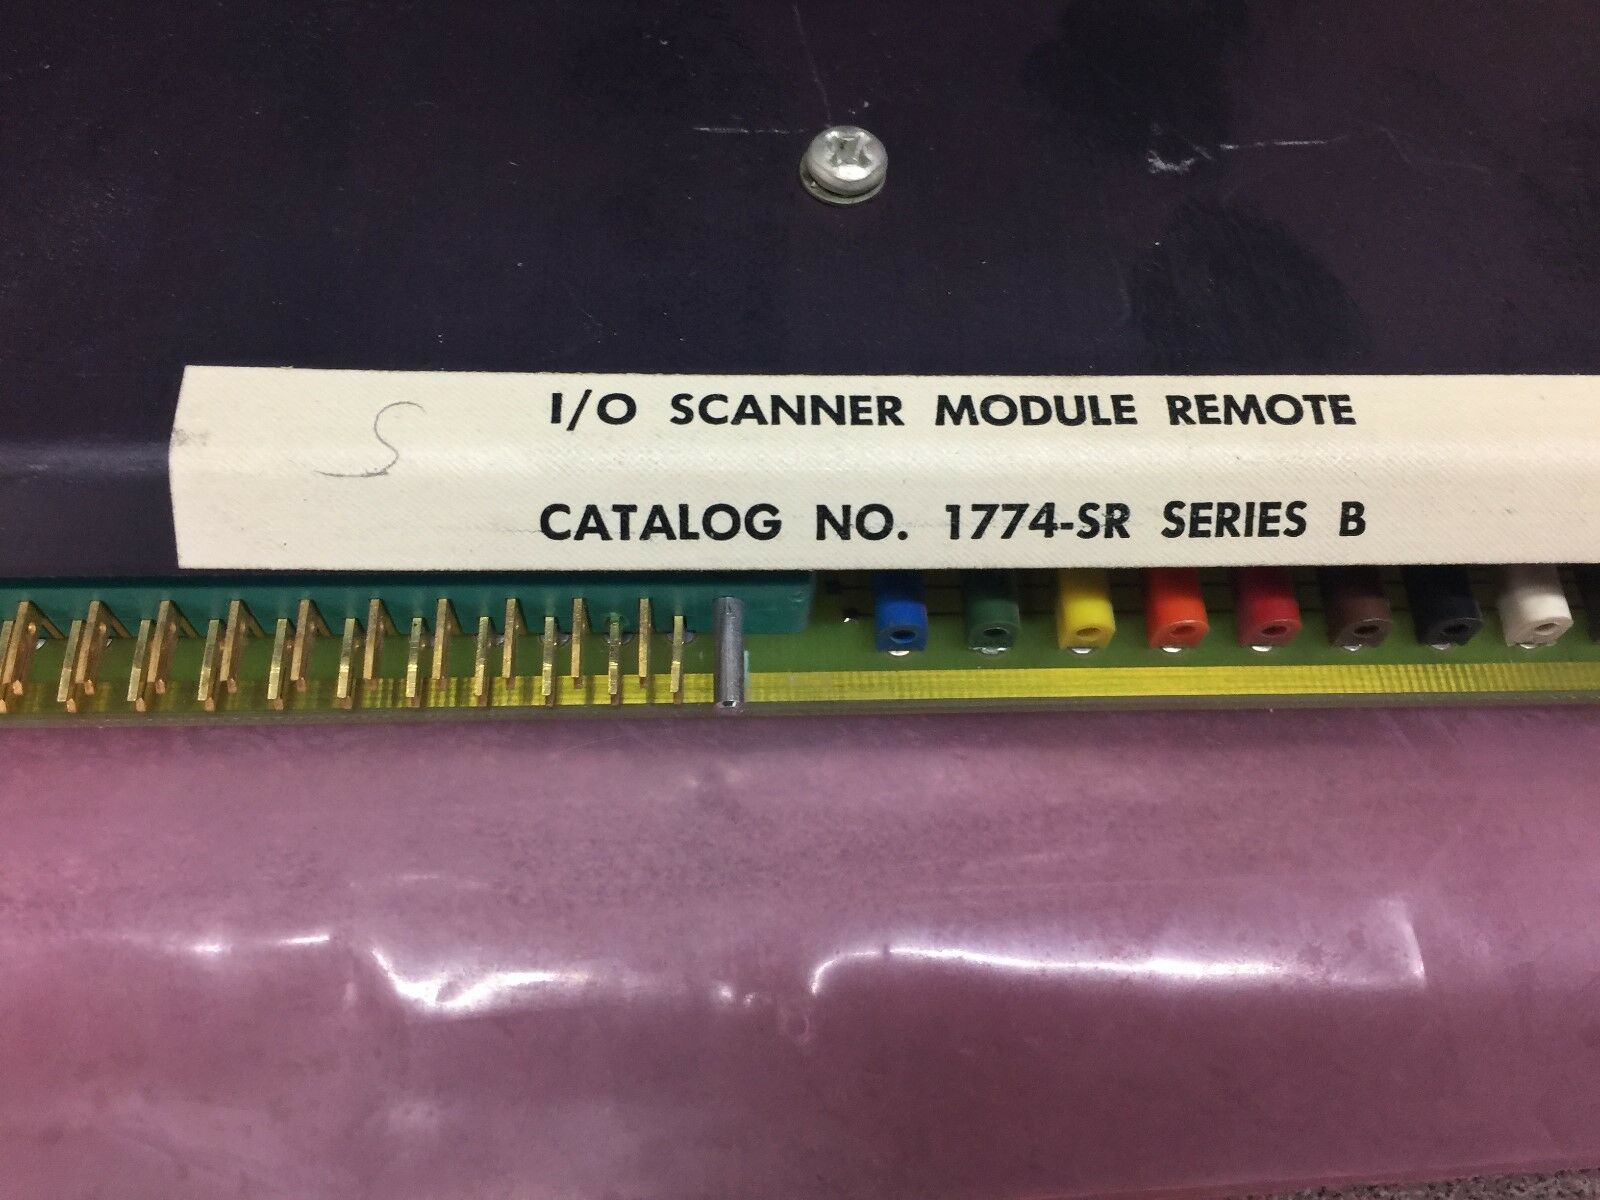 I/O SCANNER MODULE REMOTE
S
CATALOG NO. 1774-SR SERIES B